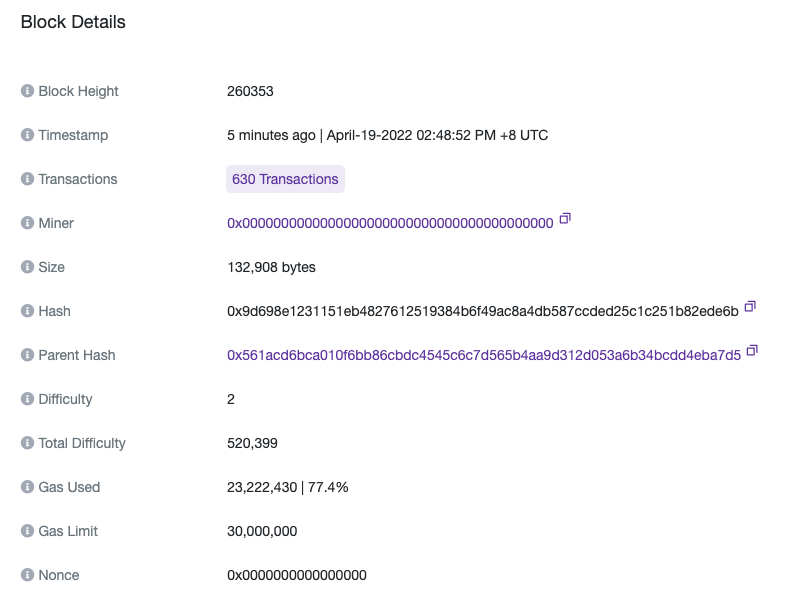 Block Details
Block Height 260353
Timestamp 5 minutes ago | April-19-2022 02:48:52 PM +8 UTC
Transactions 630 Transactions
Miner 0x0000000000000000000000000000000000000000
Size 132,908 bytes
Hash 0x9d698e1231151eb4827612519384b6f49ac8a4db587ccded25c1c251b82ede6b
Parent Hash 0x561acd6bca010f6bb86cbdc4545c6c7d565b4aa9d312d053a6b34bcdd4eba7d5
Difficulty 2
Total Difficulty 520,399
Gas Used 23,222,430 | 77.4%
Gas Limit 30,000,000
Nonce 0x0000000000000000